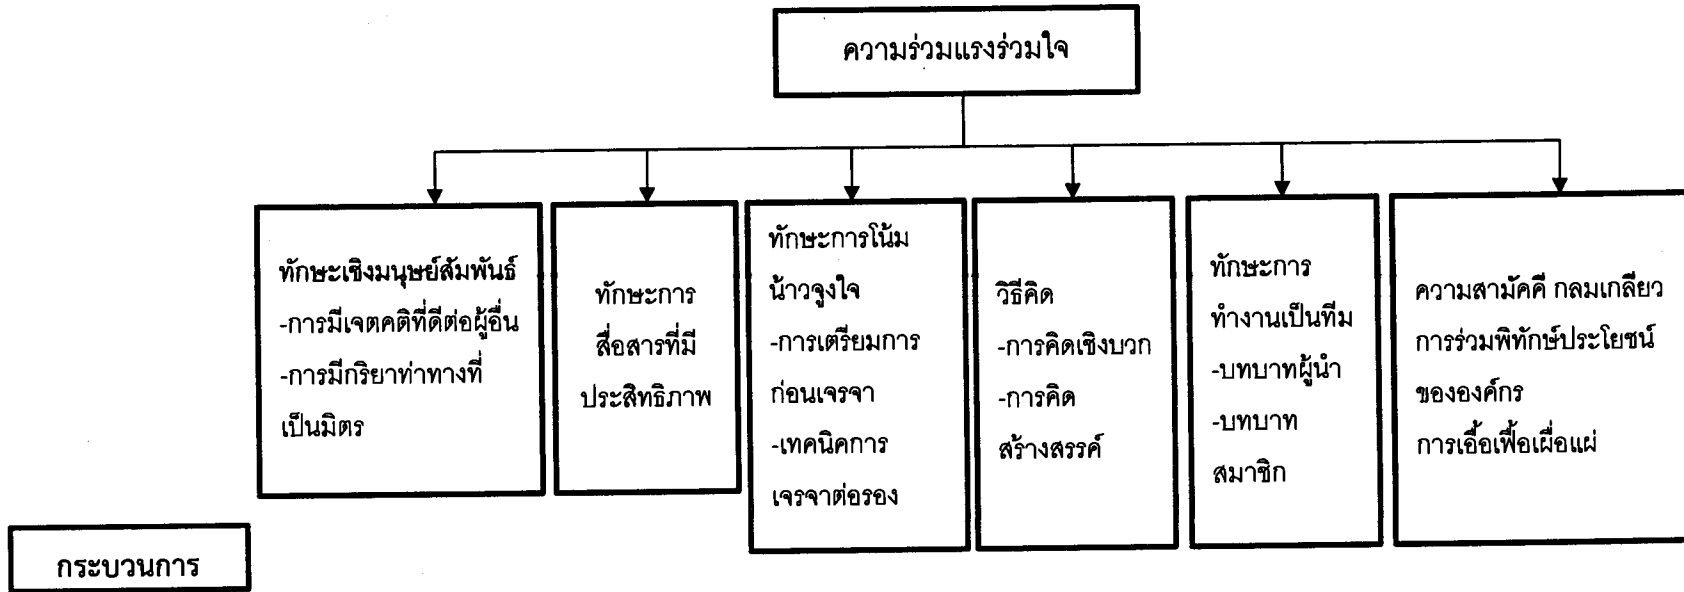 ความร่วมแรงร่วมใจ
ทักษะเชิงมนุษย์สัมพันธ์
-การมีเจตคติที่ดีต่อผู้อื่น
-การมีกริยาท่าทางที่
เป็นมิตร
ทักษะการ
สื่อสารที่มี
ประสิทธิภาพ
ทักษะการโน้ม
น้าวจูงใจ
-การเตรียมการ
ก่อนเจรจา
-เทคนิคการ
เจรจาต่อรอง
วิธีคิด
-การคิดเชิงบวก
-การคิด
สร้างสรรค์
ทักษะการ
ทำงานเป็นทีม
-บทบาทผู้นำ
-บทบาท
สมาชิก
ความสามัคคี กลมเกลียว
การร่วมพิทักษ์ประโยชน์
ขององค์กร
การเอื้อเฟื้อเผื่อแผ่
กระบวนการ